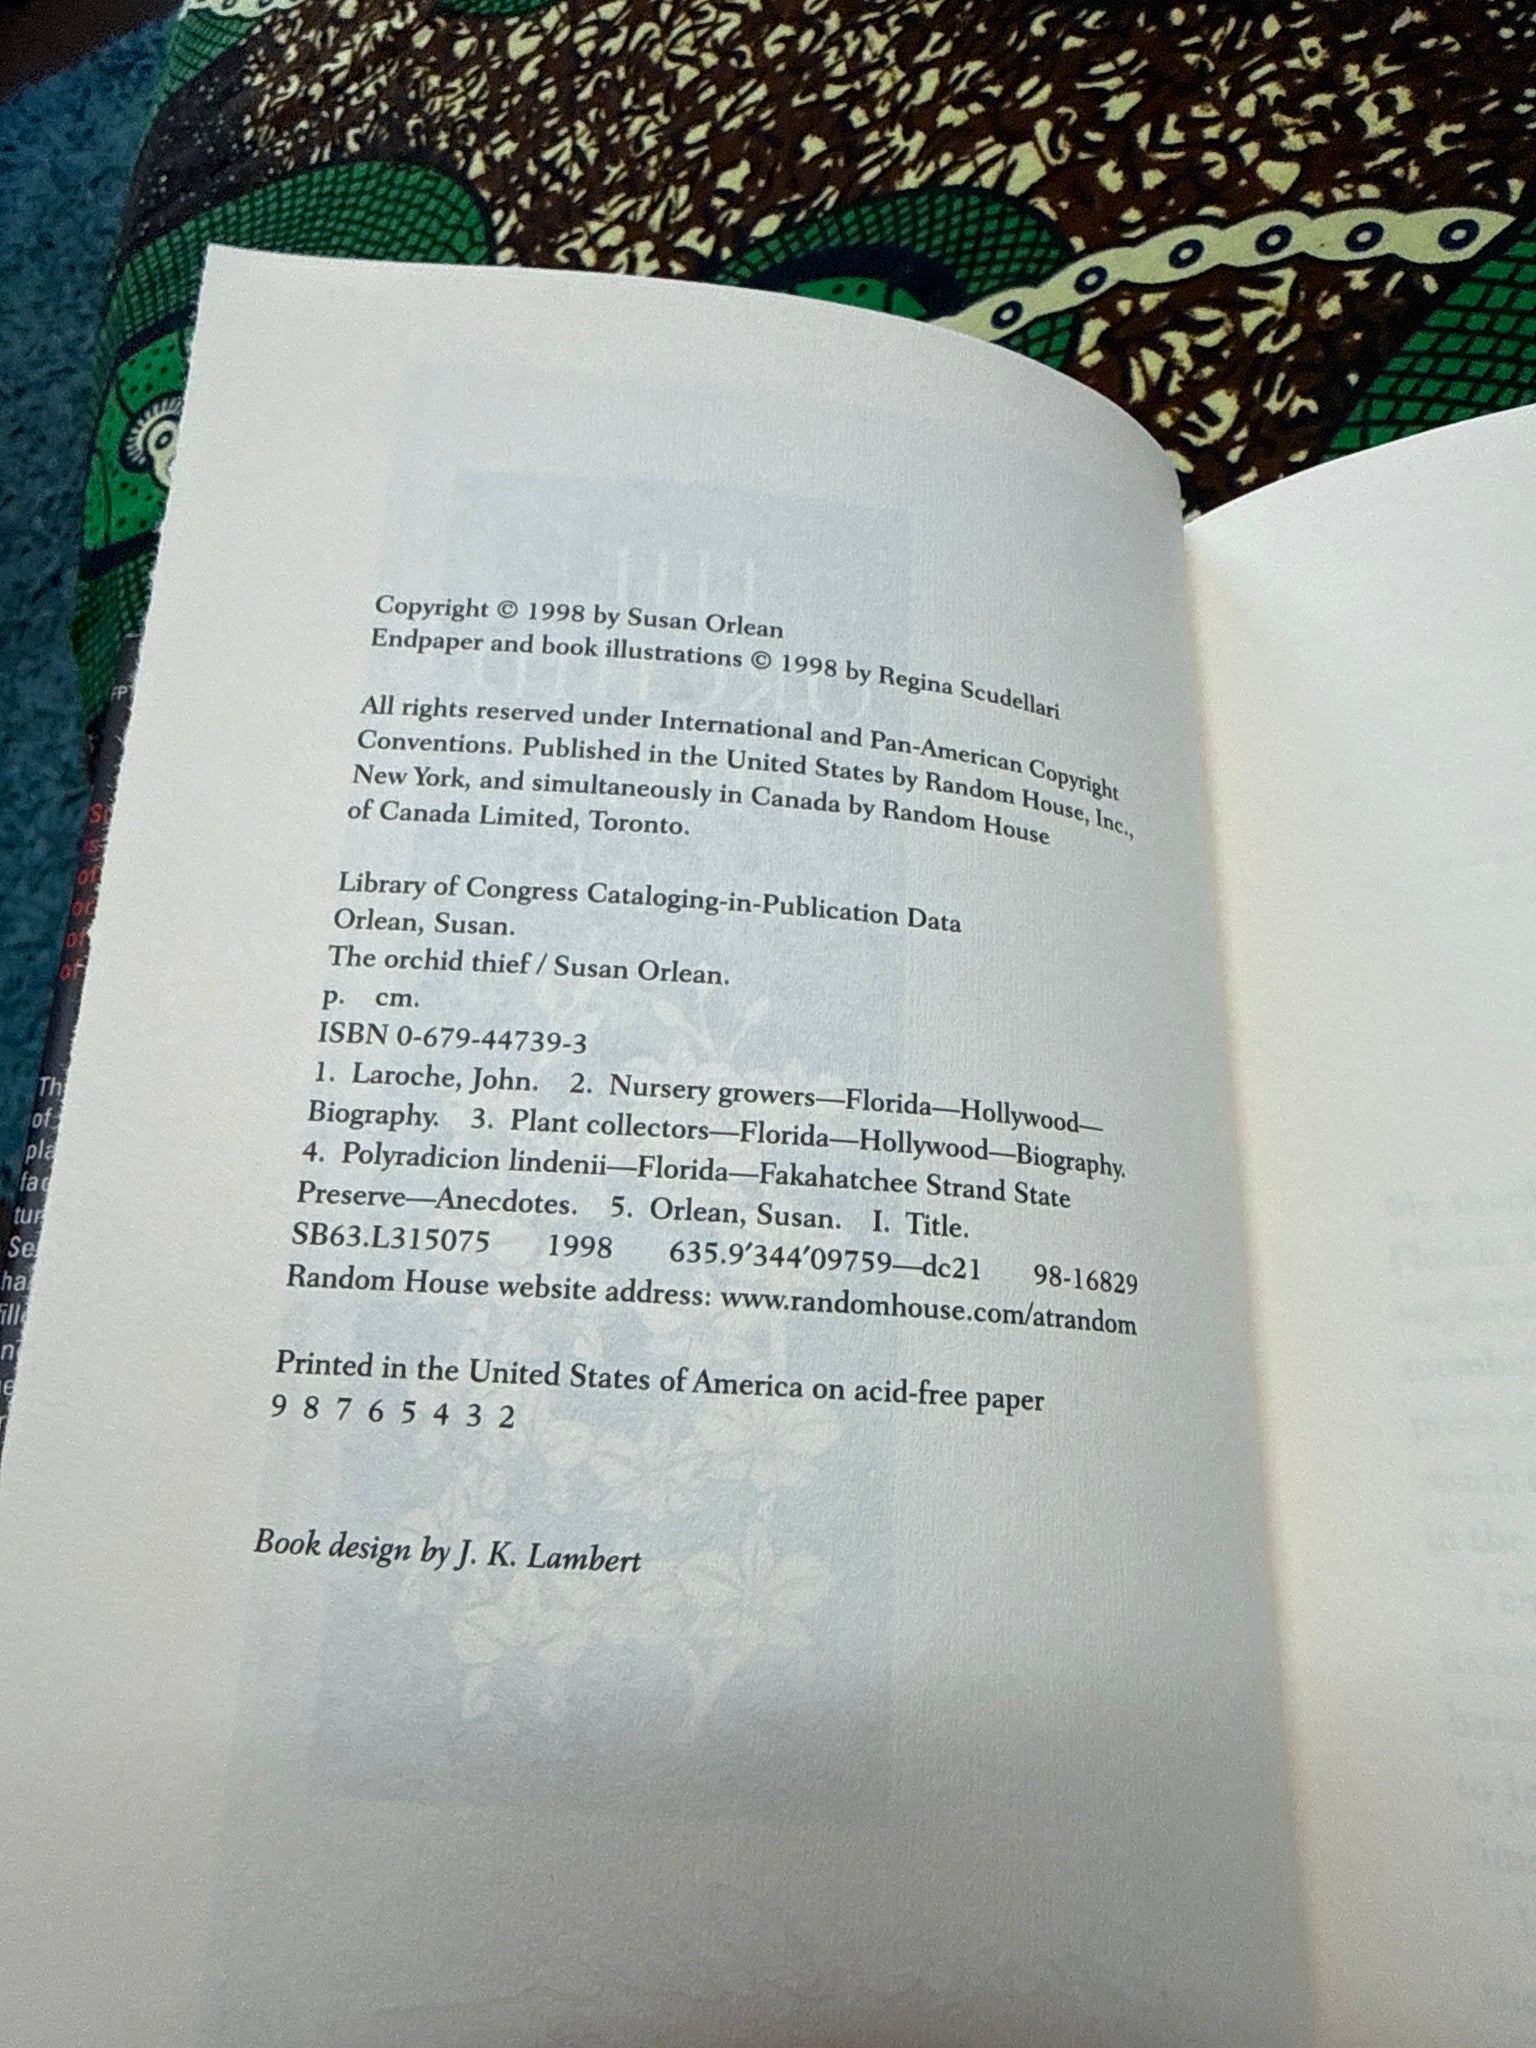 Copyright © 1998 by Susan Orlean
Endpaper and book illustrations © 1998 by Regina Scudellari
All rights reserved under International and Pan-American Copyright
Conventions. Published in the United States by Random House, Inc.,
New York, and simultaneously in Canada by Random House
of Canada Limited, Toronto.
Library of Congress Cataloging-in-Publication Data
Orlean, Susan.
The orchid thief / Susan Orlean.
p. cm.
ISBN 0-679-44739-3
1. Laroche, John. 2. Nursery growers—Florida—Hollywood—
Biography. 3. Plant collectors—Florida—Hollywood—Biography.
4. Polyradicion lindenii—Florida—Fakahatchee Strand State
Preserve—Anecdotes. 5. Orlean, Susan. I. Title.
SB63.L315075 1998 635.9′344′09759—dc21 98-16829
Random House website address: www.randomhouse.com/atrandom
Printed in the United States of America on acid-free paper
9 8 7 6 5 4 3 2
Book design by J. K. Lambert